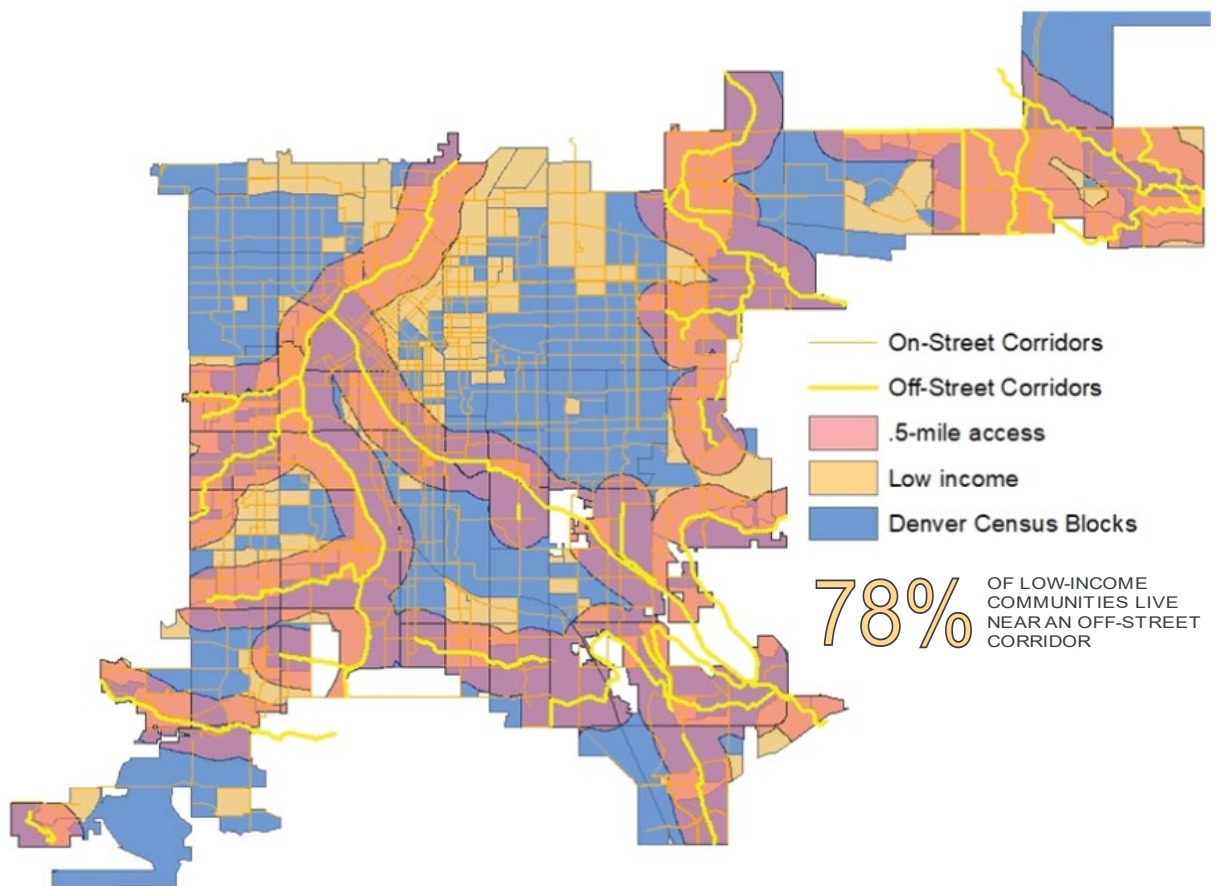 On-Street Corridors
Off-Street Corridors
.5-mile access
Low income
Denver Census Blocks
78%
OF LOW-INCOME
COMMUNITIES LIVE
NEAR AN OFF-STREET
CORRIDOR